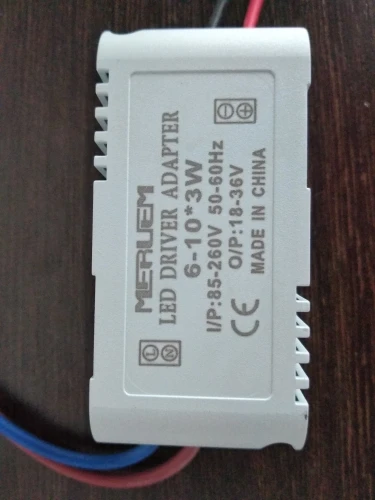 MERUEM
LED DRIVER ADAPTER
6-10*3W
I/P:85-260V 50-60Hz
O/P:18-36V
MADE IN CHINA
CE
L N
- +